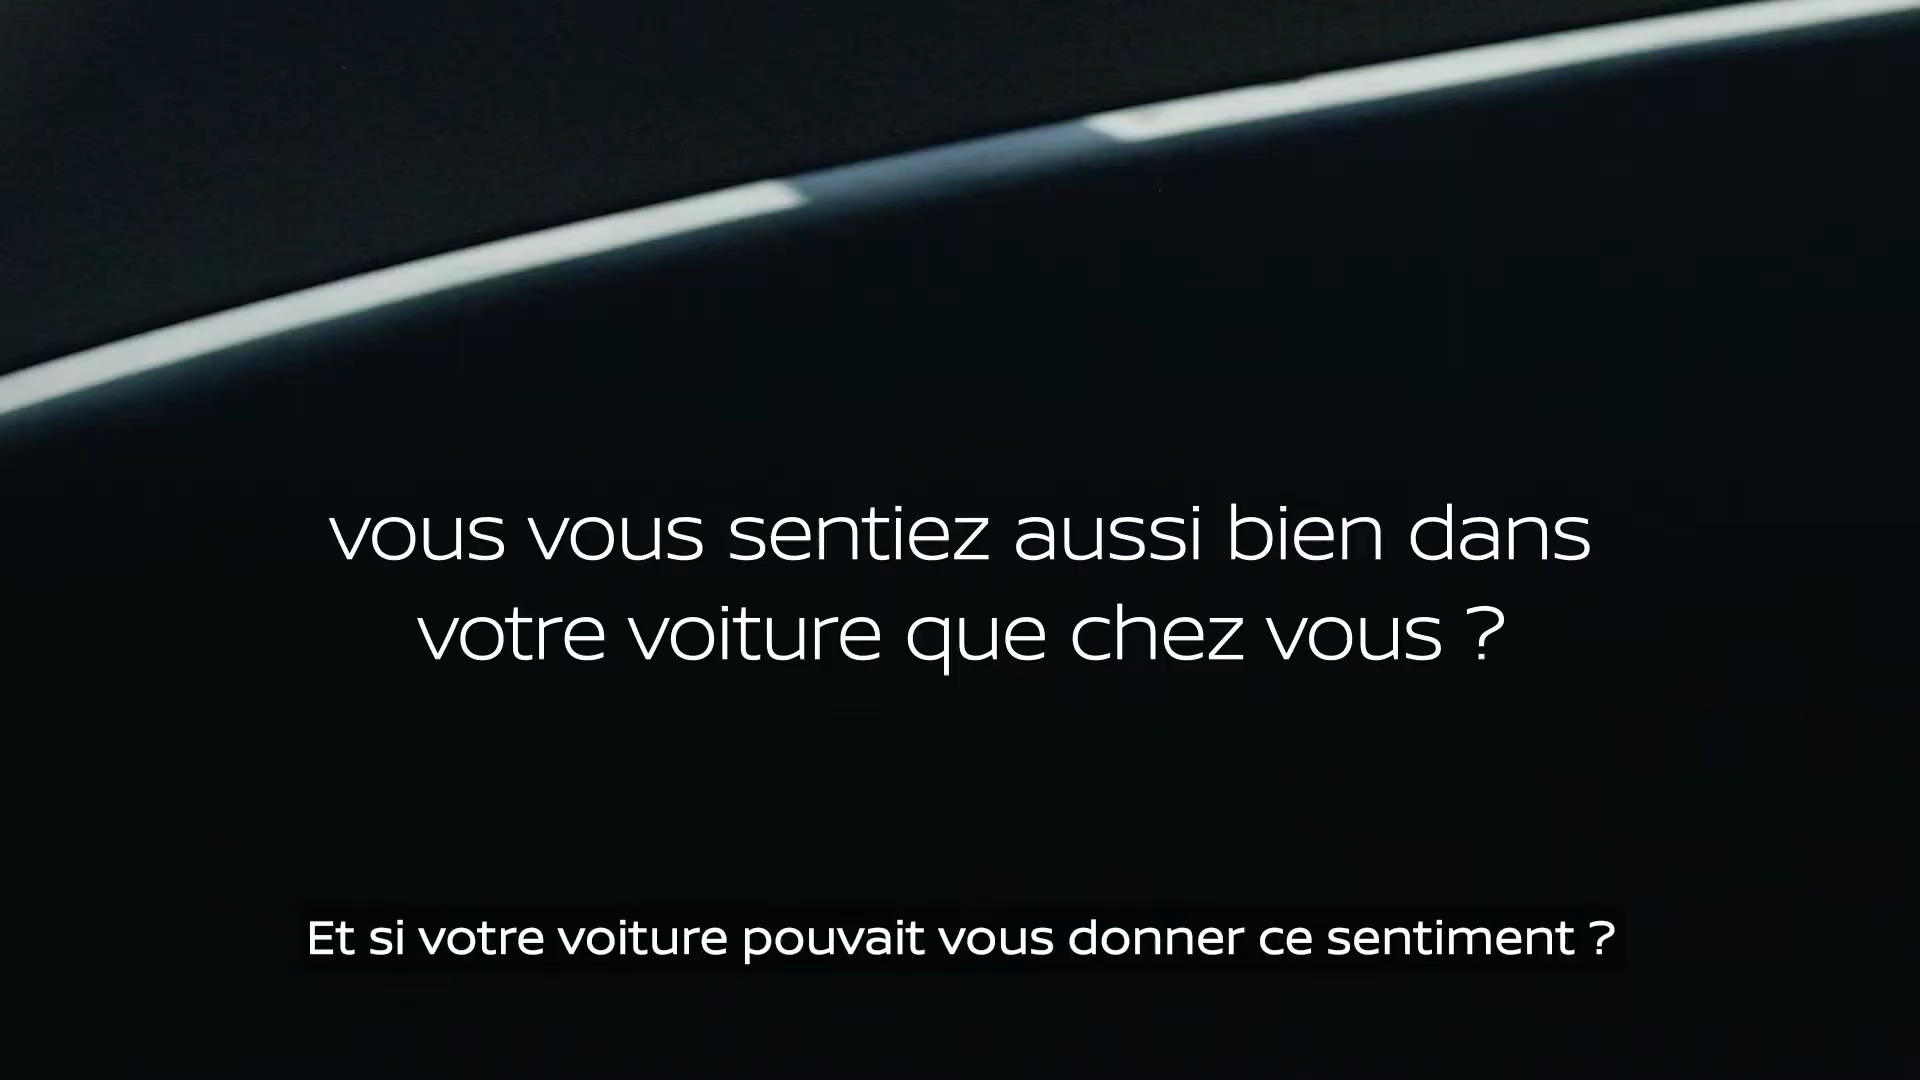 vous vous sentiez aussi bien dans
votre voiture que chez vous ?
Et si votre voiture pouvait vous donner ce sentiment ?